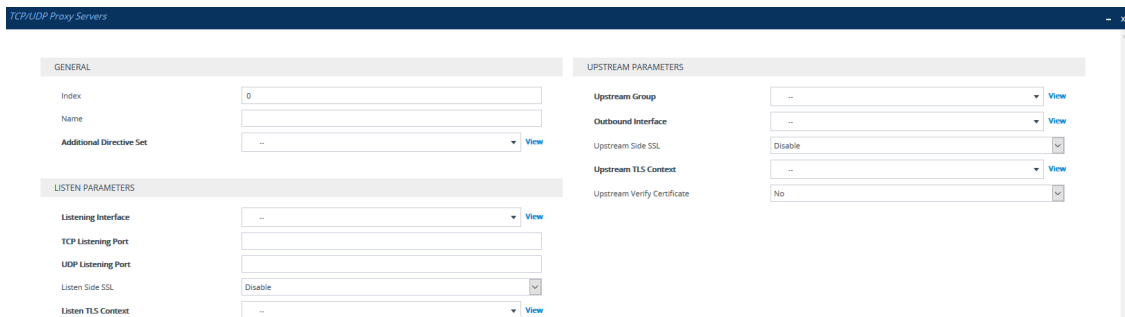 TCP/UDP Proxy Servers
– x
GENERAL
Index 0
Name
Additional Directive Set -- View
LISTEN PARAMETERS
Listening Interface -- View
TCP Listening Port
UDP Listening Port
Listen Side SSL Disable
Listen TLS Context -- View
UPSTREAM PARAMETERS
Upstream Group -- View
Outbound Interface -- View
Upstream Side SSL Disable
Upstream TLS Context -- View
Upstream Verify Certificate No